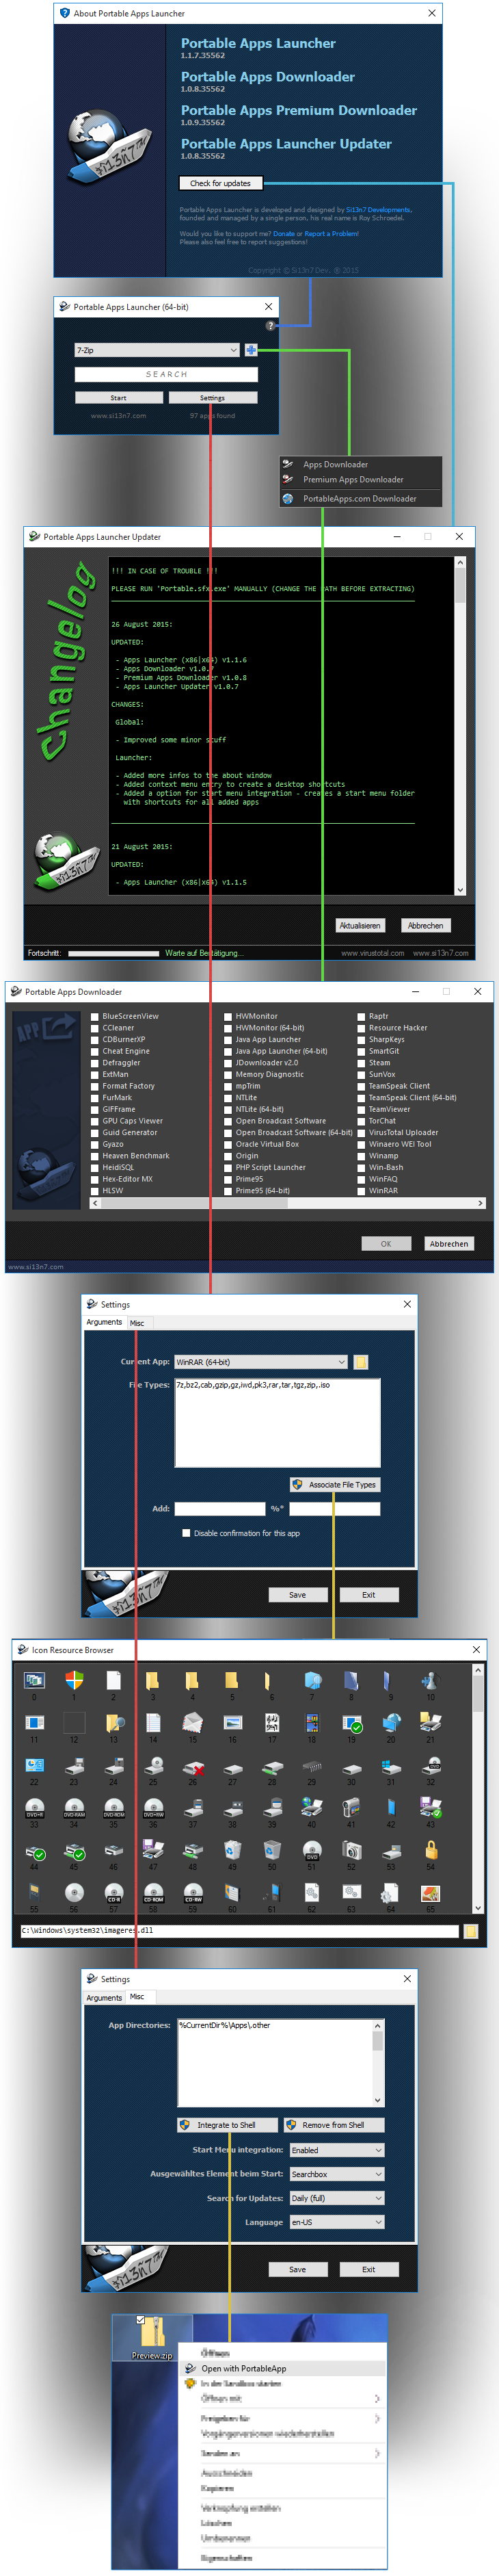 About Portable Apps Launcher
Portable Apps Launcher
1.1.7.35562
Portable Apps Downloader
1.0.8.35562
Portable Apps Premium Downloader
1.0.9.35562
Portable Apps Launcher Updater
1.0.8.35562
Check for updates
Portable Apps Launcher is developed and designed by Si13n7 Developments,
founded and managed by a single person, his real name is Roy Schroedel.
Would you like to support me? Donate or Report a Problem!
Please also feel free to report suggestions!
Copyright © Si13n7 Dev. ® 2015
Portable Apps Launcher (64-bit)
7-Zip
SEARCH
Start
Settings
www.si13n7.com
97 apps found
Apps Downloader
Premium Apps Downloader
PortableApps.com Downloader
Portable Apps Launcher Updater
Changelog
!!! IN CASE OF TROUBLE !!!
PLEASE RUN 'Portable.sfx.exe' MANUALLY (CHANGE THE PATH BEFORE EXTRACTING)
26 August 2015:
UPDATED:
- Apps Launcher (x86|x64) v1.1.6
- Apps Downloader v1.0.7
- Premium Apps Downloader v1.0.8
- Apps Launcher Updater v1.0.7
CHANGES:
Global:
- Improved some minor stuff
Launcher:
- Added more infos to the about window
- Added context menu entry to create a desktop shortcuts
- Added a option for start menu integration - creates a start menu folder
with shortcuts for all added apps
21 August 2015:
UPDATED:
- Apps Launcher (x86|x64) v1.1.5
Aktualisieren
Abbrechen
Fortschritt:
Warte auf Bestätigung...
www.virustotal.com
www.si13n7.com
Portable Apps Downloader
APP
BlueScreenView
CCleaner
CDBurnerXP
Cheat Engine
Defraggler
ExtMan
Format Factory
FurMark
GIFFrame
GPU Caps Viewer
Guid Generator
Gyazo
Heaven Benchmark
HeidiSQL
Hex-Editor MX
HLSW
HWMonitor
HWMonitor (64-bit)
Java App Launcher
Java App Launcher (64-bit)
JDownloader v2.0
Memory Diagnostic
mpTrim
NTLite
NTLite (64-bit)
Open Broadcast Software
Open Broadcast Software (64-bit)
Oracle Virtual Box
Origin
PHP Script Launcher
Prime95
Prime95 (64-bit)
Raptr
Resource Hacker
SharpKeys
SmartGit
Steam
SunVox
TeamSpeak Client
TeamSpeak Client (64-bit)
TeamViewer
TorChat
VirusTotal Uploader
Winaero WEI Tool
Winamp
Win-Bash
WinFAQ
WinRAR
OK
Abbrechen
www.si13n7.com
Settings
Arguments
Misc
Current App:
WinRAR (64-bit)
File Types:
7z,bz2,cab,gzip,gz,iwd,pk3,rar,tar,tgz,zip,.iso
Associate File Types
Add:
%*
Disable confirmation for this app
Save
Exit
Icon Resource Browser
0 1 2 3 4 5 6 7 8 9 10
11 12 13 14 15 16 17 18 19 20 21
22 23 24 25 26 27 28 29 30 31 32
33 34 35 36 37 38 39 40 41 42 43
44 45 46 47 48 49 50 51 52 53 54
55 56 57 58 59 60 61 62 63 64 65
C:\Windows\system32\imageres.dll
Settings
Arguments
Misc
App Directories:
%CurrentDir%\Apps\.other
Integrate to Shell
Remove from Shell
Start Menu integration:
Enabled
Ausgewähltes Element beim Start:
Searchbox
Search for Updates:
Daily (full)
Language
en-US
Save
Exit
Preview.zip
Öffnen
Open with PortableApp
In der Sandbox starten
Öffnen mit
Freigeben für
Vorgängerversionen wiederherstellen
Senden an
Ausschneiden
Kopieren
Verknüpfung erstellen
Löschen
Umbenennen
Eigenschaften